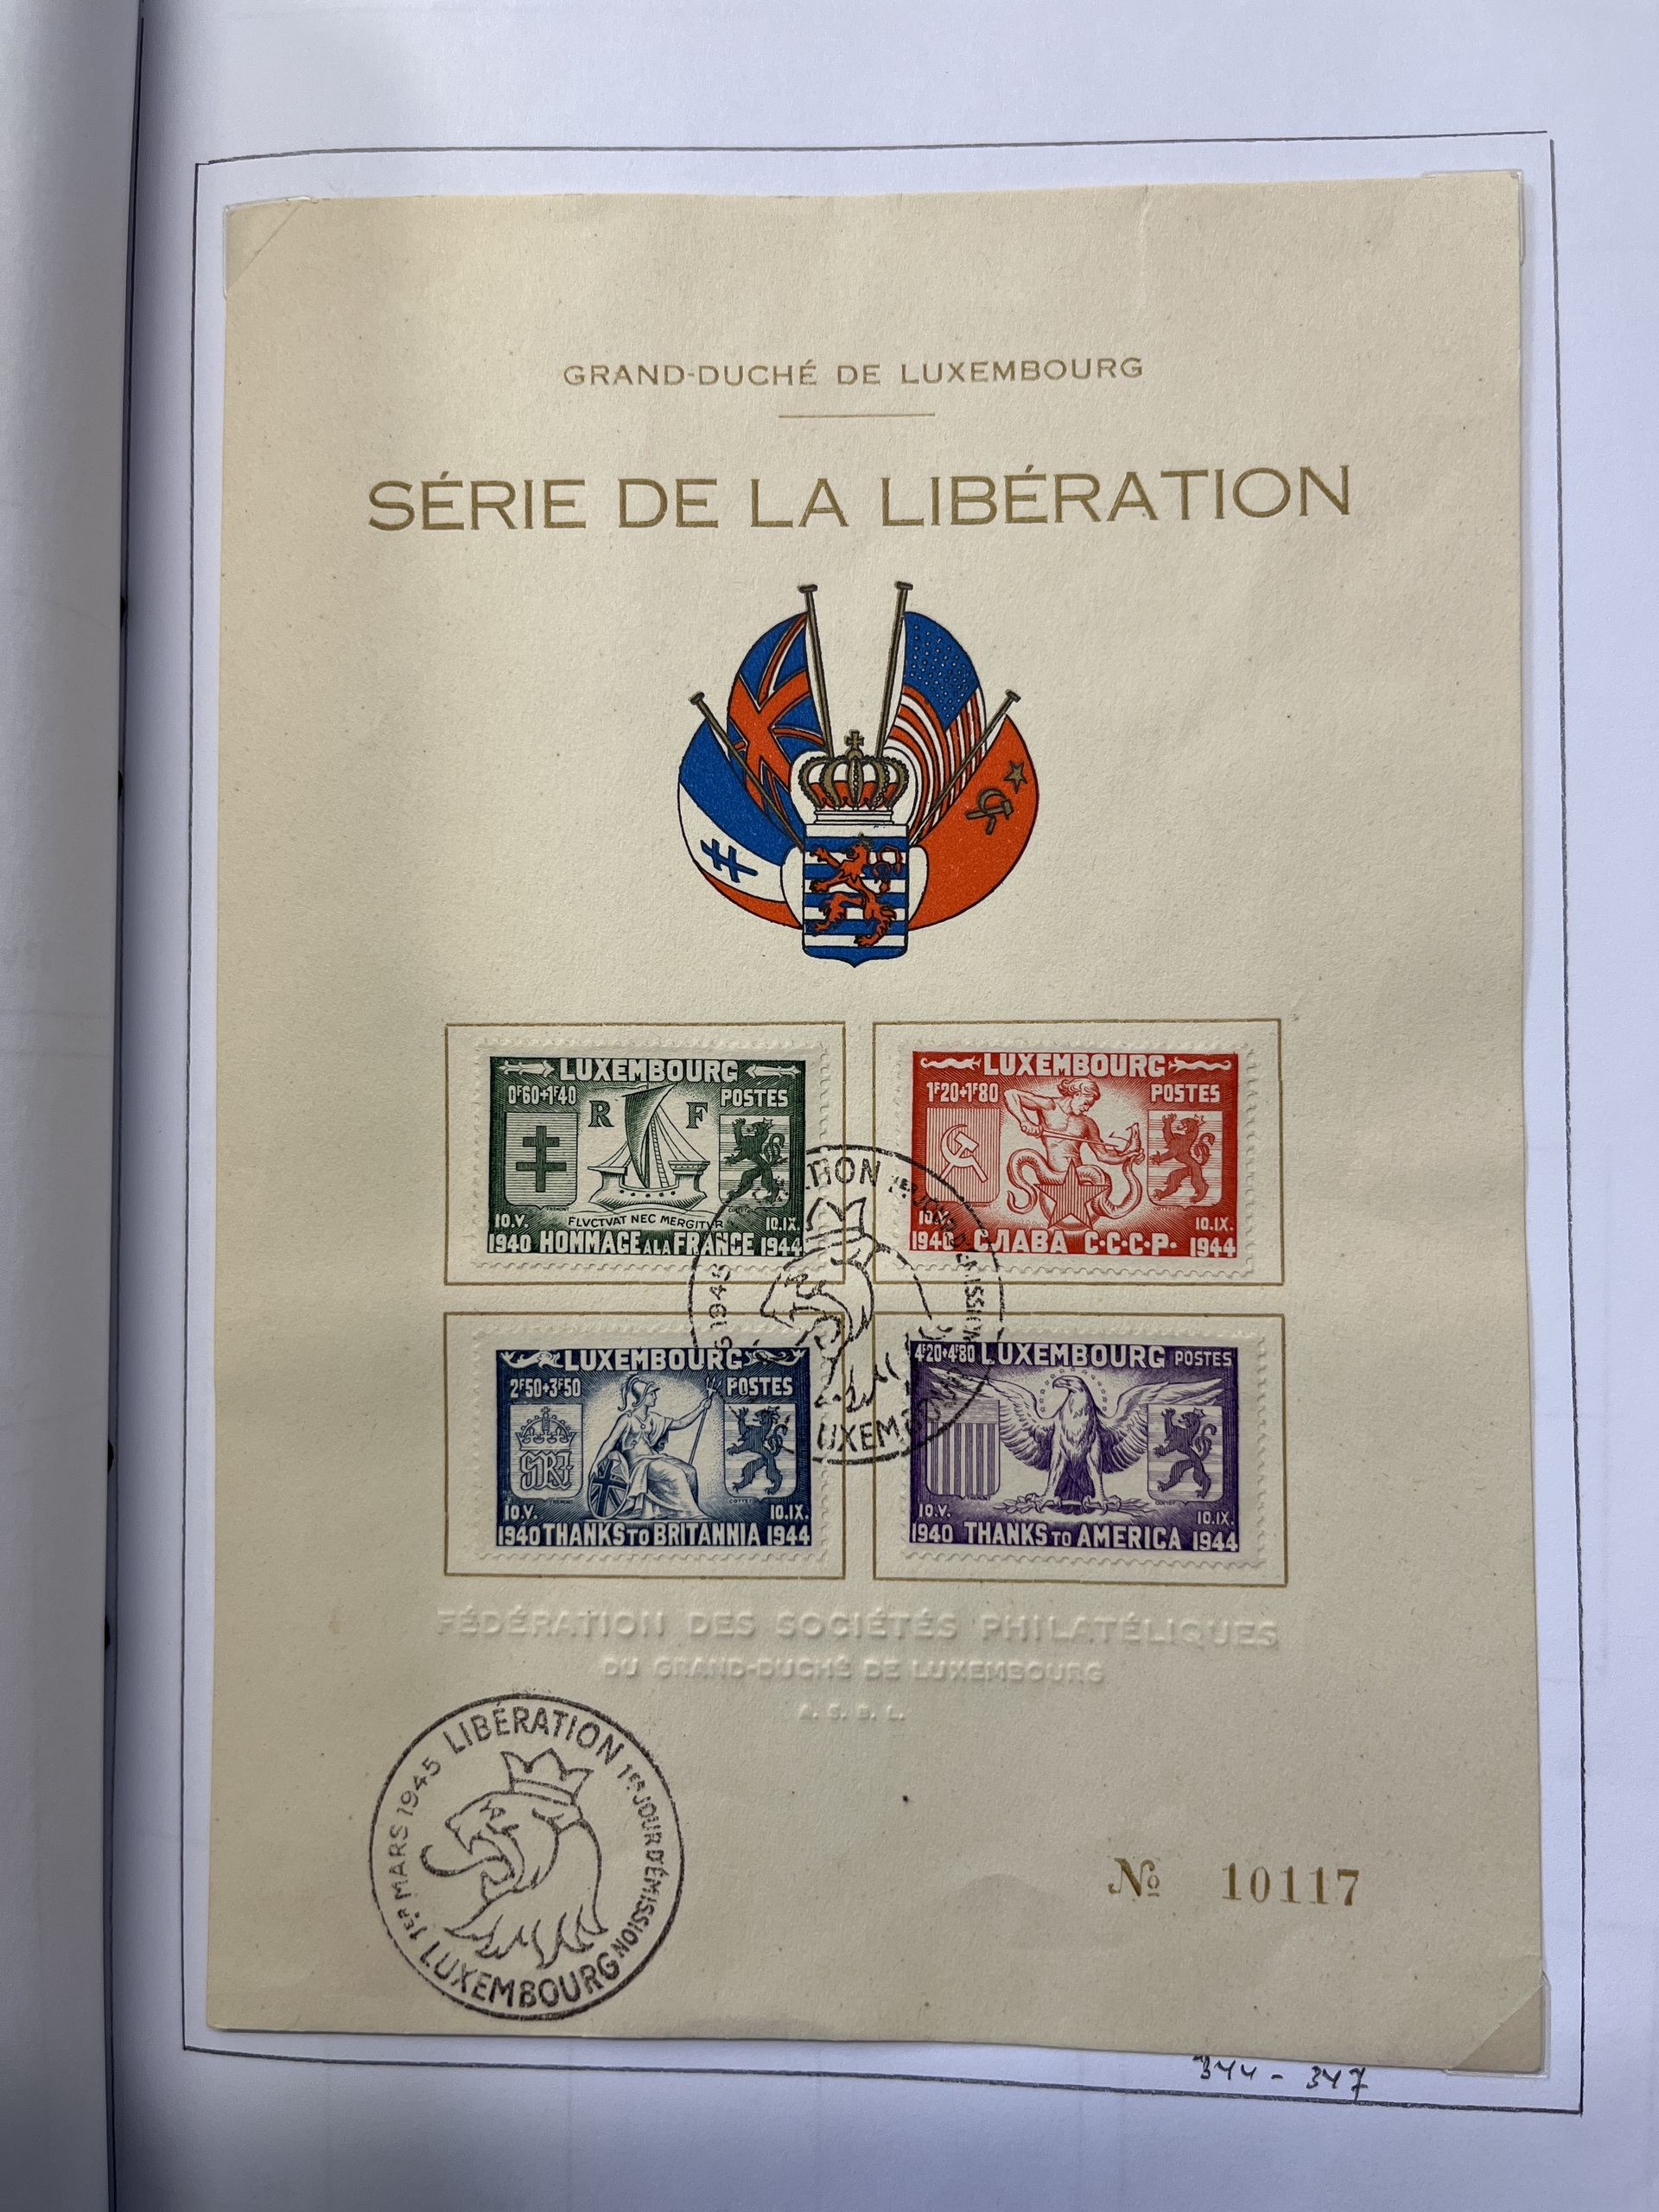 GRAND-DUCHÉ DE LUXEMBOURG
SÉRIE DE LA LIBÉRATION
LUXEMBOURG
0F60+1F40 POSTES
R F
FLVCTVAT NEC MERGITVR
10.V. 10.IX.
1940 HOMMAGE A LA FRANCE 1944
LUXEMBOURG
1F20+1F80 POSTES
10.V. 10.IX.
1940 СЛАВА С·С·С·Р· 1944
LUXEMBOURG
2F50+3F50 POSTES
10.V. 10.IX.
1940 THANKS TO BRITANNIA 1944
4F20+4F80 LUXEMBOURG POSTES
10.V. 10.IX.
1940 THANKS TO AMERICA 1944
FÉDÉRATION DES SOCIÉTÉS PHILATÉLIQUES
DU GRAND-DUCHÉ DE LUXEMBOURG
A. S. B. L.
1ER MARS 1945 LIBÉRATION 1ER JOUR D'ÉMISSION
LUXEMBOURG
№ 10117
344 - 347